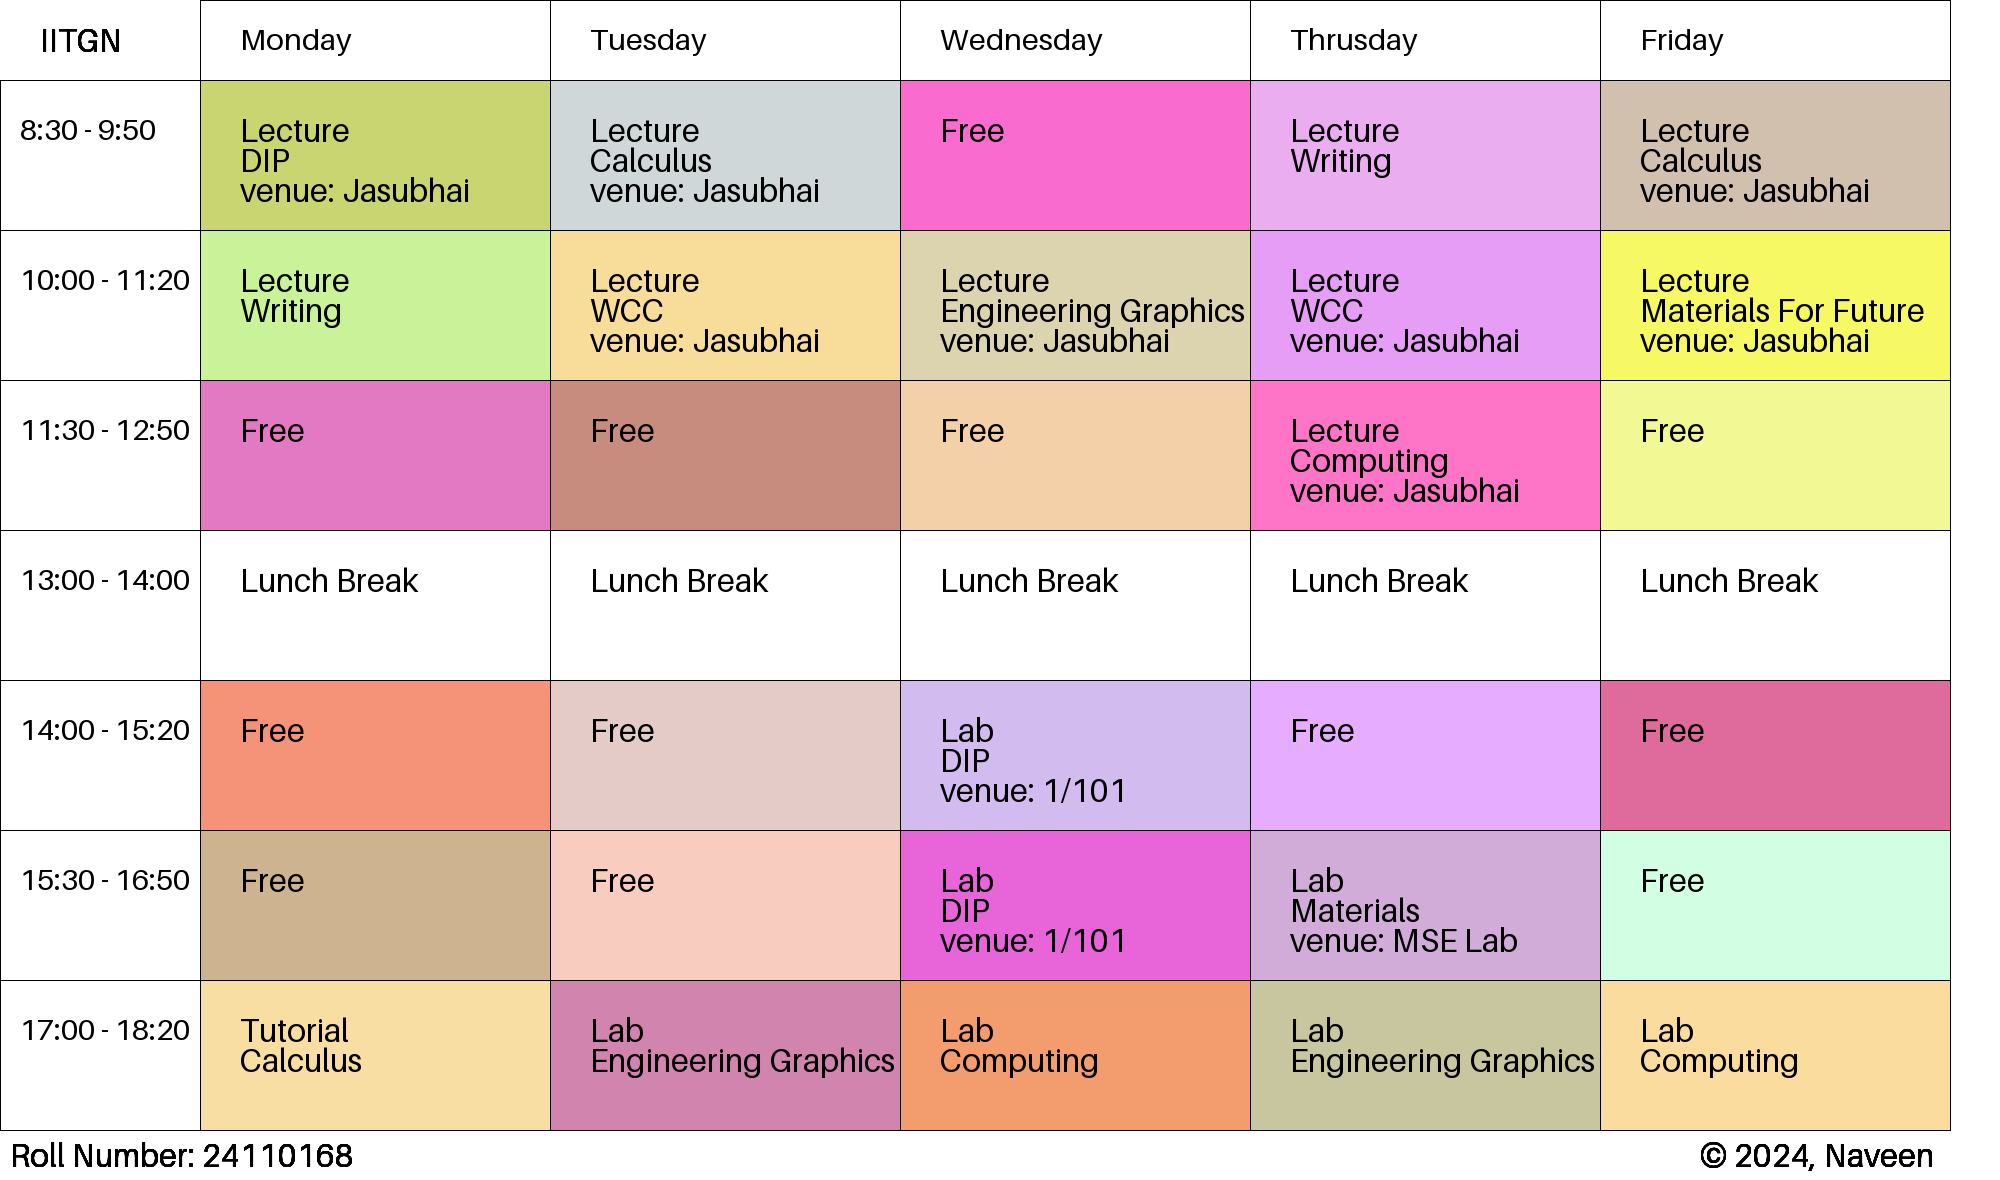 IITGN Monday Tuesday Wednesday Thrusday Friday
8:30 - 9:50
Lecture
DIP
venue: Jasubhai
Lecture
Calculus
venue: Jasubhai
Free
Lecture
Writing
Lecture
Calculus
venue: Jasubhai
10:00 - 11:20
Lecture
Writing
Lecture
WCC
venue: Jasubhai
Lecture
Engineering Graphics
venue: Jasubhai
Lecture
WCC
venue: Jasubhai
Lecture
Materials For Future
venue: Jasubhai
11:30 - 12:50
Free
Free
Free
Lecture
Computing
venue: Jasubhai
Free
13:00 - 14:00
Lunch Break
Lunch Break
Lunch Break
Lunch Break
Lunch Break
14:00 - 15:20
Free
Free
Lab
DIP
venue: 1/101
Free
Free
15:30 - 16:50
Free
Free
Lab
DIP
venue: 1/101
Lab
Materials
venue: MSE Lab
Free
17:00 - 18:20
Tutorial
Calculus
Lab
Engineering Graphics
Lab
Computing
Lab
Engineering Graphics
Lab
Computing
Roll Number: 24110168
© 2024, Naveen